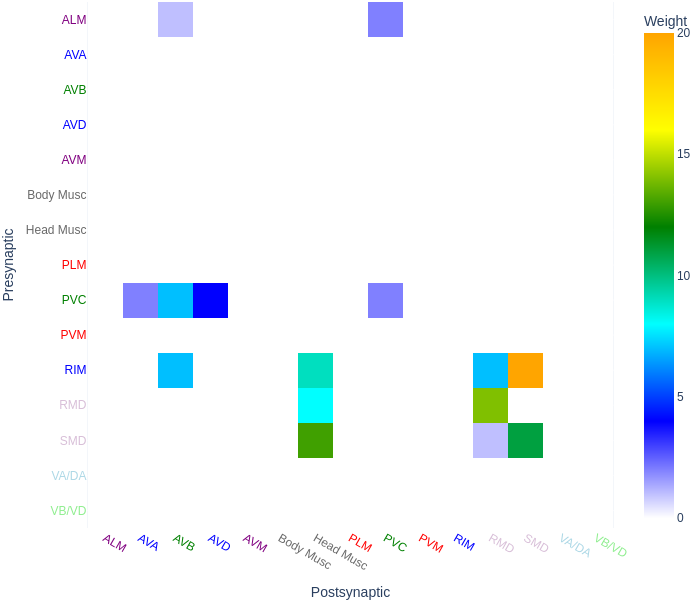 Weight
ALM
AVA
AVB
AVD
AVM
Body Musc
Head Musc
PLM
PVC
PVM
RIM
RMD
SMD
VA/DA
VB/VD
Presynaptic
20
15
10
5
0
ALM
AVA
AVB
AVD
AVM
Body Musc
Head Musc
PLM
PVC
PVM
RIM
RMD
SMD
VA/DA
VB/VD
Postsynaptic